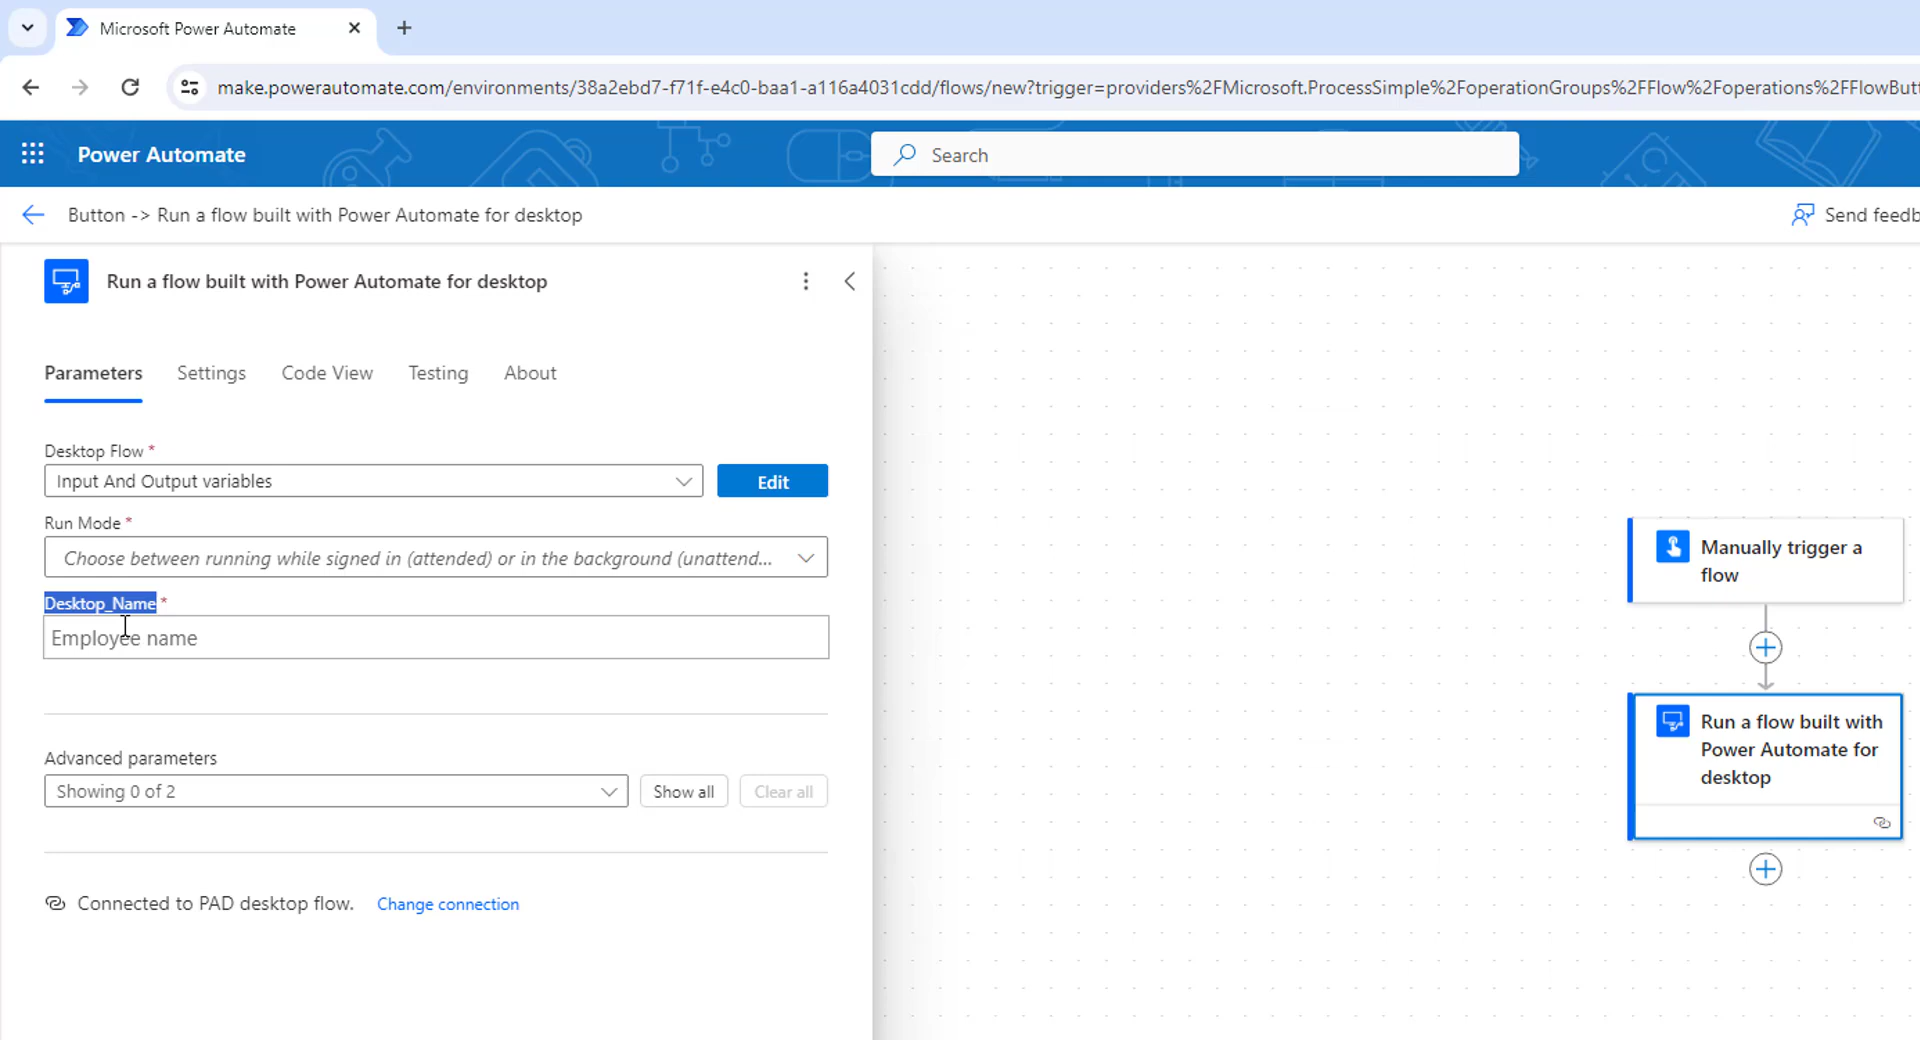 Microsoft Power Automate
make.powerautomate.com/environments/38a2ebd7-f71f-e4c0-baa1-a116a4031cdd/flows/new?trigger=providers%2FMicrosoft.ProcessSimple%2FoperationGroups%2FFlow%2Foperations%2FFlowButt
Power Automate
Search
Button -> Run a flow built with Power Automate for desktop
Send feedb
Run a flow built with Power Automate for desktop
Parameters Settings Code View Testing About
Desktop Flow *
Input And Output variables
Edit
Run Mode *
Choose between running while signed in (attended) or in the background (unattend...
Desktop_Name *
Employee name
Advanced parameters
Showing 0 of 2
Show all
Clear all
Connected to PAD desktop flow. Change connection
Manually trigger a
flow
Run a flow built with
Power Automate for
desktop